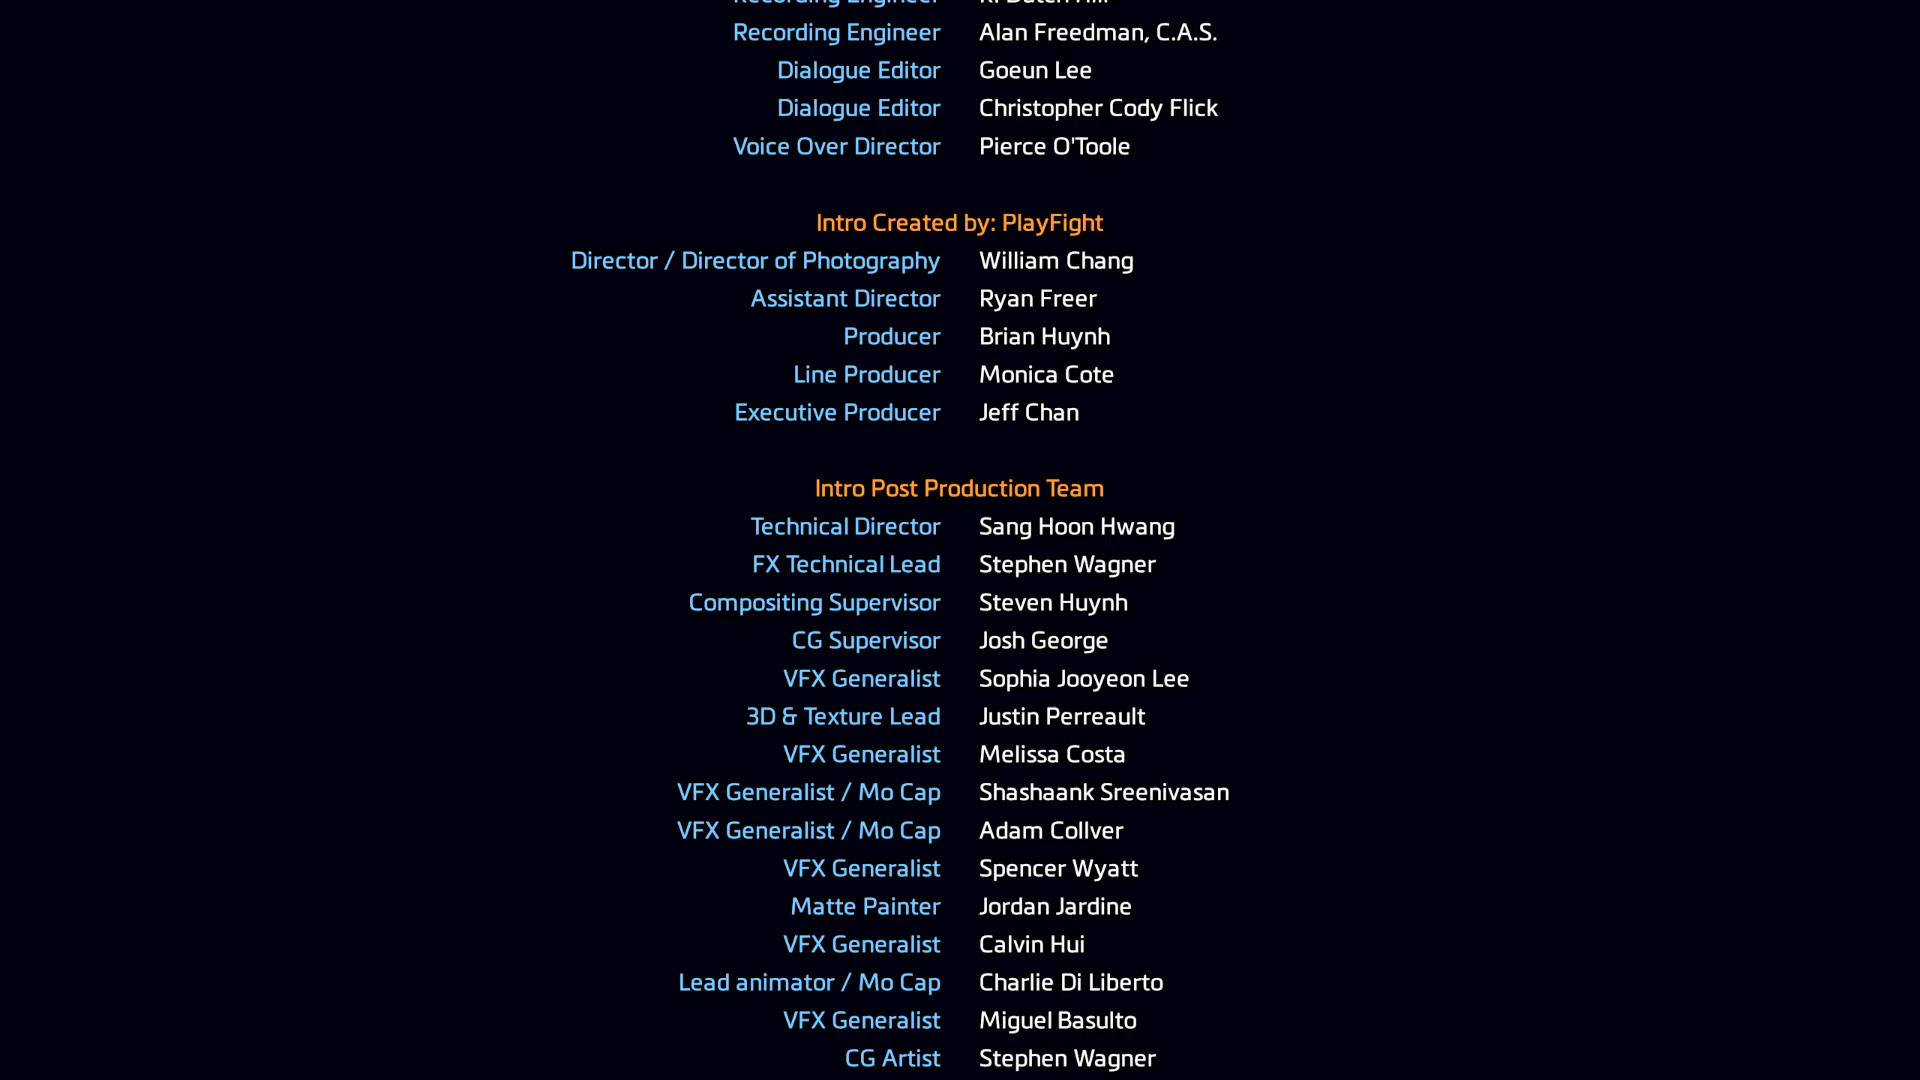 Recording Engineer
Recording Engineer Alan Freedman, C.A.S.
Dialogue Editor Goeun Lee
Dialogue Editor Christopher Cody Flick
Voice Over Director Pierce O'Toole
Intro Created by: PlayFight
Director / Director of Photography William Chang
Assistant Director Ryan Freer
Producer Brian Huynh
Line Producer Monica Cote
Executive Producer Jeff Chan
Intro Post Production Team
Technical Director Sang Hoon Hwang
FX Technical Lead Stephen Wagner
Compositing Supervisor Steven Huynh
CG Supervisor Josh George
VFX Generalist Sophia Jooyeon Lee
3D & Texture Lead Justin Perreault
VFX Generalist Melissa Costa
VFX Generalist / Mo Cap Shashaank Sreenivasan
VFX Generalist / Mo Cap Adam Collver
VFX Generalist Spencer Wyatt
Matte Painter Jordan Jardine
VFX Generalist Calvin Hui
Lead animator / Mo Cap Charlie Di Liberto
VFX Generalist Miguel Basulto
CG Artist Stephen Wagner